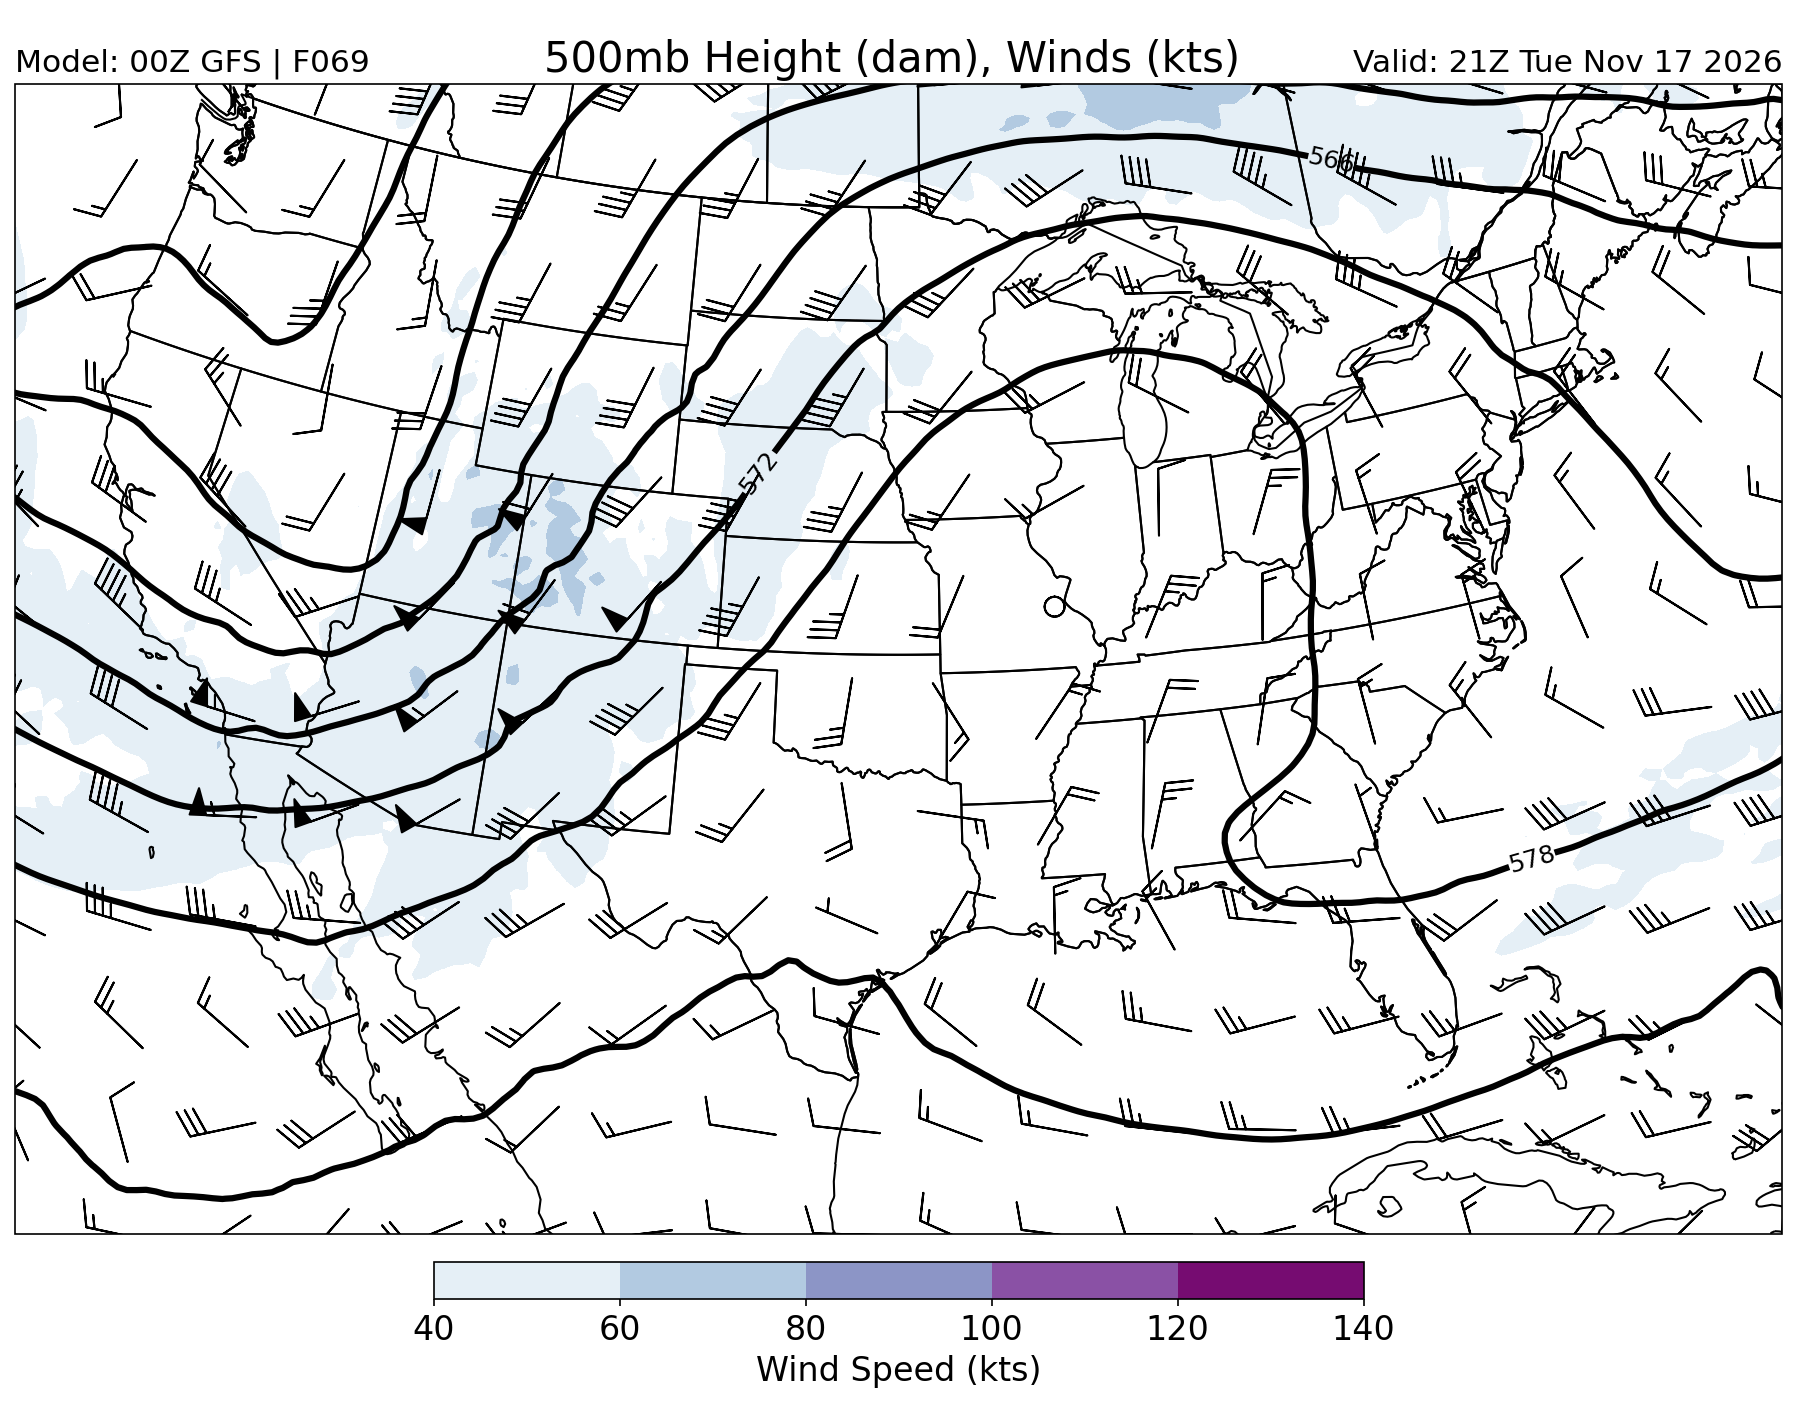 Model: 00Z GFS | F069
500mb Height (dam), Winds (kts)
Valid: 21Z Tue Nov 17 2026
566
572
578
40 60 80 100 120 140
Wind Speed (kts)